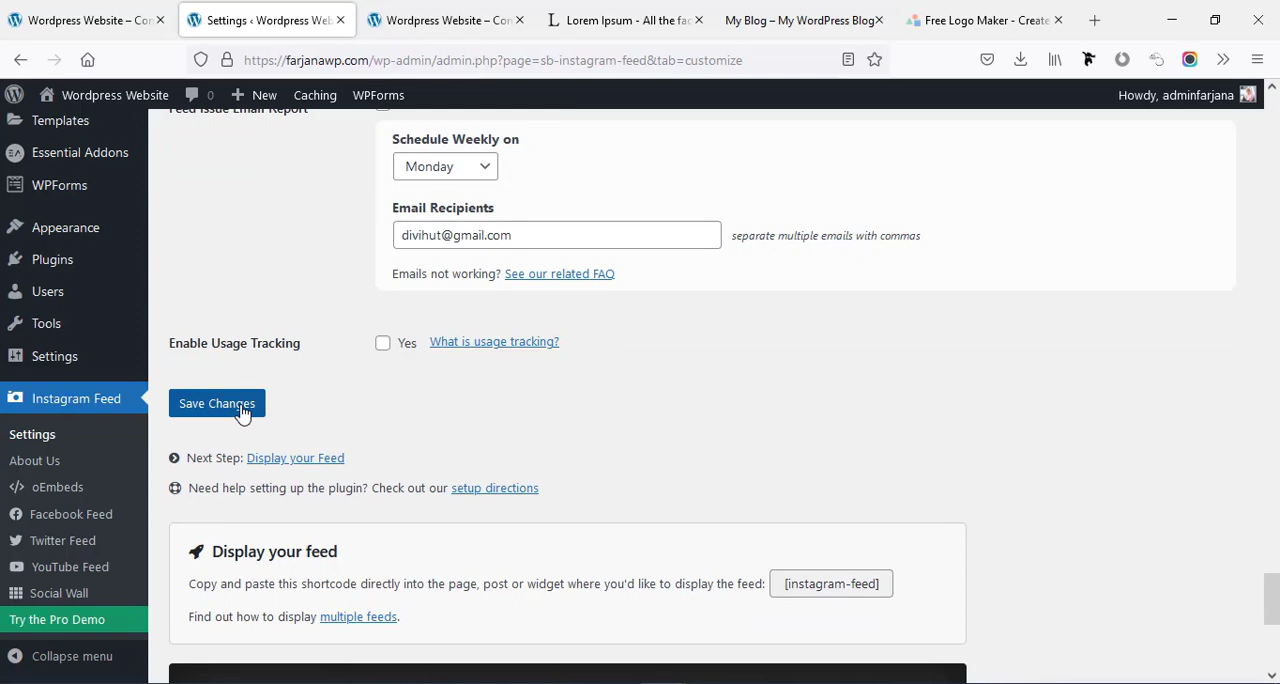 Wordpress Website – Con
Settings ‹ Wordpress Web
Wordpress Website – Con
Lorem Ipsum - All the fac
My Blog – My WordPress Blog
Free Logo Maker - Create
https://farjanawp.com/wp-admin/admin.php?page=sb-instagram-feed&tab=customize
Wordpress Website
0
New
Caching
WPForms
Howdy, adminfarjana
Templates
Essential Addons
WPForms
Appearance
Plugins
Users
Tools
Settings
Instagram Feed
Settings
About Us
oEmbeds
Facebook Feed
Twitter Feed
YouTube Feed
Social Wall
Try the Pro Demo
Collapse menu
Feed Issue Email Report
Schedule Weekly on
Monday
Email Recipients
divihut@gmail.com
separate multiple emails with commas
Emails not working? See our related FAQ
Enable Usage Tracking
Yes
What is usage tracking?
Save Changes
Next Step: Display your Feed
Need help setting up the plugin? Check out our setup directions
Display your feed
Copy and paste this shortcode directly into the page, post or widget where you'd like to display the feed: [instagram-feed]
Find out how to display multiple feeds.